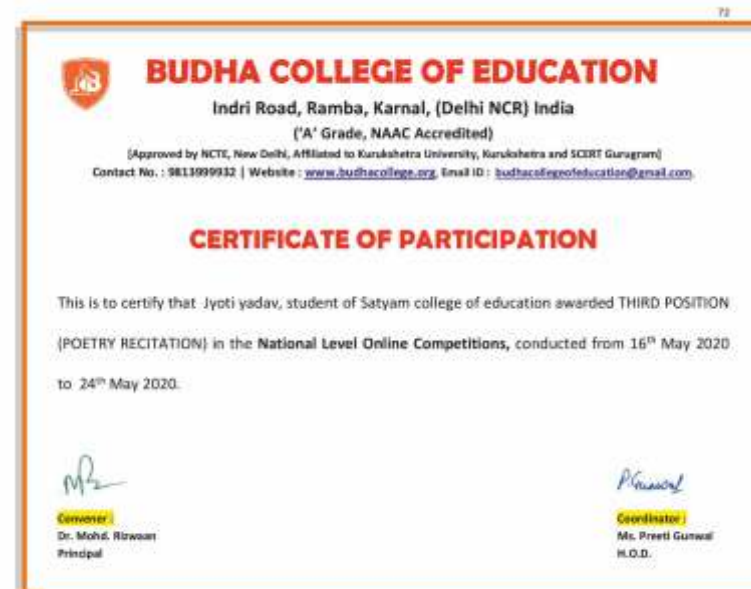 72
BUDHA COLLEGE OF EDUCATION
Indri Road, Ramba, Karnal, (Delhi NCR) India
('A' Grade, NAAC Accredited)
[Approved by NCTE, New Delhi, Affiliated to Kurukshetra University, Kurukshetra and SCERT Gurugram]
Contact No. : 9813999932 | Website : www.budhacollege.org, Email ID : budhacollegeofeducation@gmail.com.
CERTIFICATE OF PARTICIPATION
This is to certify that Jyoti yadav, student of Satyam college of education awarded THIRD POSITION
(POETRY RECITATION) in the National Level Online Competitions, conducted from 16th May 2020
to 24th May 2020.
P.Gunwal
Convener : Coordinator :
Dr. Mohd. Rizwaan Ms. Preeti Gunwal
Principal H.O.D.